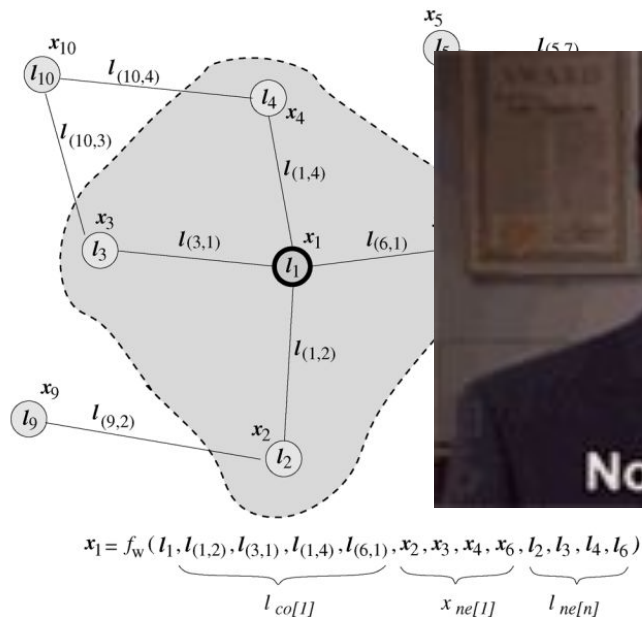 x5
x10
l10
l(10,4)
l4
x4
l5
l(5,7)
AWARD
l(10,3)
l(1,4)
x3
l3
l(3,1)
x1
l1
l(6,1)
l(1,2)
x9
l9
l(9,2)
x2
l2
No
x1 = fw(l1, l(1,2), l(3,1), l(1,4), l(6,1), x2, x3, x4, x6, l2, l3, l4, l6)
l co[1] x ne[1] l ne[n]